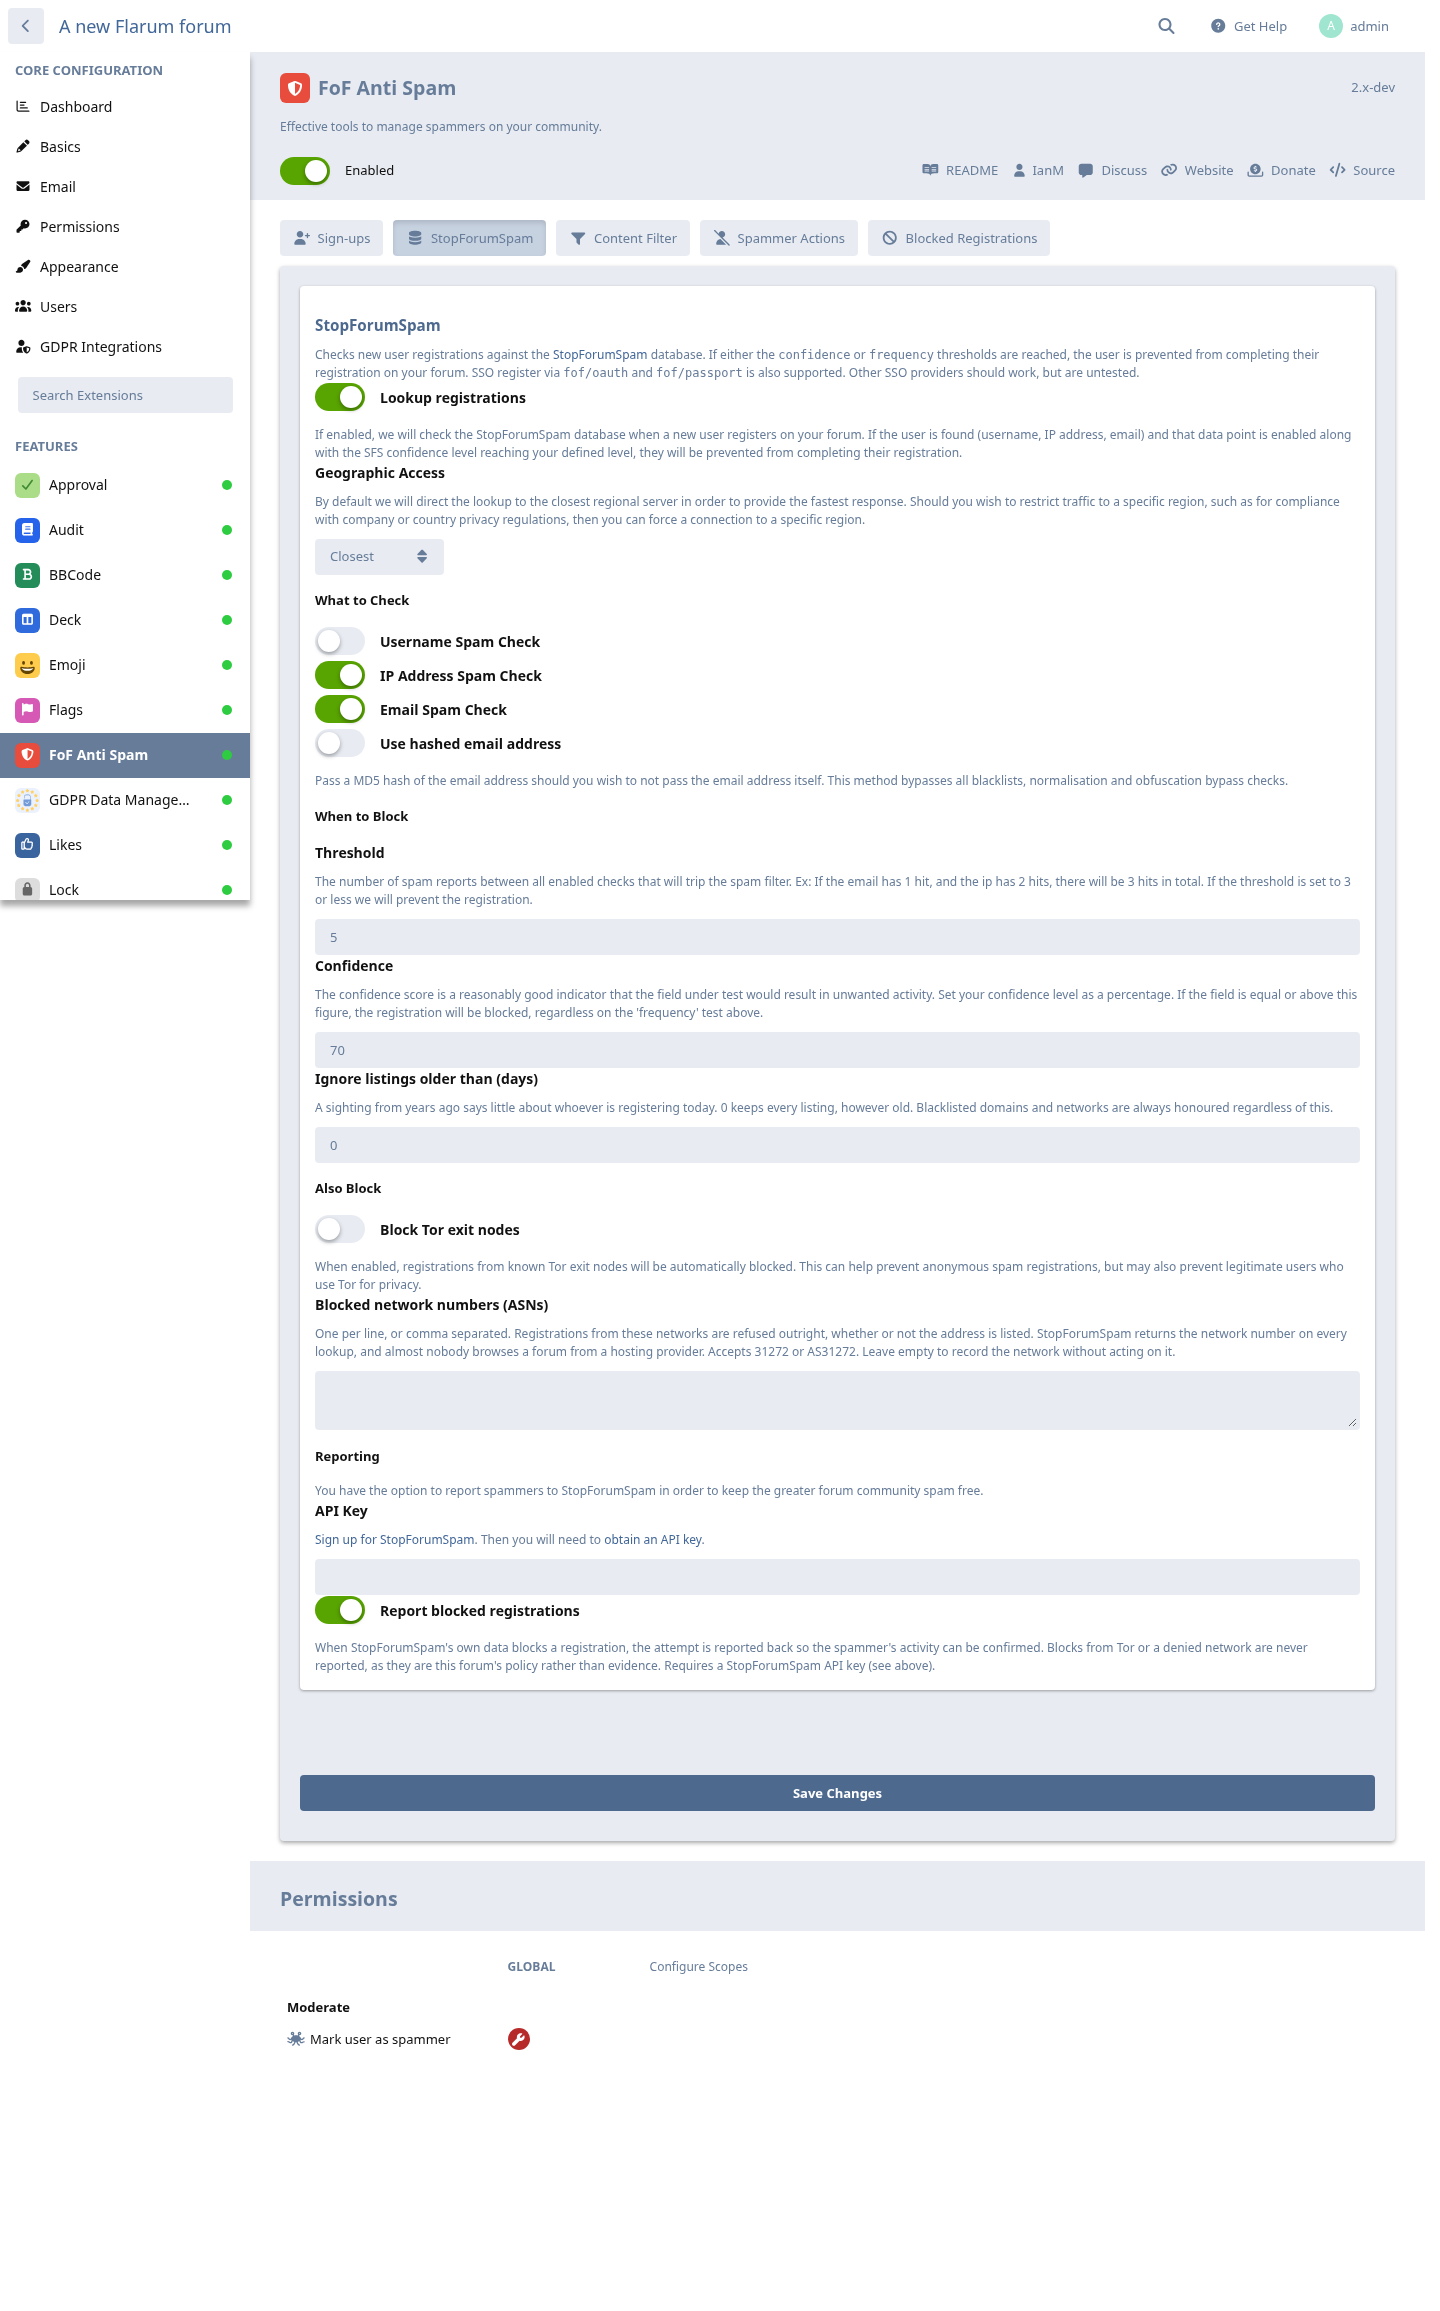 A new Flarum forum
Get Help
A
admin
CORE CONFIGURATION
Dashboard
Basics
Email
Permissions
Appearance
Users
GDPR Integrations
Search Extensions
FEATURES
Approval
Audit
BBCode
Deck
Emoji
Flags
FoF Anti Spam
GDPR Data Manage...
Likes
Lock
FoF Anti Spam
2.x-dev
Effective tools to manage spammers on your community.
Enabled
README
IanM
Discuss
Website
Donate
Source
Sign-ups
StopForumSpam
Content Filter
Spammer Actions
Blocked Registrations
StopForumSpam
Checks new user registrations against the StopForumSpam database. If either the confidence or frequency thresholds are reached, the user is prevented from completing their
registration on your forum. SSO register via fof/oauth and fof/passport is also supported. Other SSO providers should work, but are untested.
Lookup registrations
If enabled, we will check the StopForumSpam database when a new user registers on your forum. If the user is found (username, IP address, email) and that data point is enabled along
with the SFS confidence level reaching your defined level, they will be prevented from completing their registration.
Geographic Access
By default we will direct the lookup to the closest regional server in order to provide the fastest response. Should you wish to restrict traffic to a specific region, such as for compliance
with company or country privacy regulations, then you can force a connection to a specific region.
Closest
What to Check
Username Spam Check
IP Address Spam Check
Email Spam Check
Use hashed email address
Pass a MD5 hash of the email address should you wish to not pass the email address itself. This method bypasses all blacklists, normalisation and obfuscation bypass checks.
When to Block
Threshold
The number of spam reports between all enabled checks that will trip the spam filter. Ex: If the email has 1 hit, and the ip has 2 hits, there will be 3 hits in total. If the threshold is set to 3
or less we will prevent the registration.
5
Confidence
The confidence score is a reasonably good indicator that the field under test would result in unwanted activity. Set your confidence level as a percentage. If the field is equal or above this
figure, the registration will be blocked, regardless on the 'frequency' test above.
70
Ignore listings older than (days)
A sighting from years ago says little about whoever is registering today. 0 keeps every listing, however old. Blacklisted domains and networks are always honoured regardless of this.
0
Also Block
Block Tor exit nodes
When enabled, registrations from known Tor exit nodes will be automatically blocked. This can help prevent anonymous spam registrations, but may also prevent legitimate users who
use Tor for privacy.
Blocked network numbers (ASNs)
One per line, or comma separated. Registrations from these networks are refused outright, whether or not the address is listed. StopForumSpam returns the network number on every
lookup, and almost nobody browses a forum from a hosting provider. Accepts 31272 or AS31272. Leave empty to record the network without acting on it.
Reporting
You have the option to report spammers to StopForumSpam in order to keep the greater forum community spam free.
API Key
Sign up for StopForumSpam. Then you will need to obtain an API key.
Report blocked registrations
When StopForumSpam's own data blocks a registration, the attempt is reported back so the spammer's activity can be confirmed. Blocks from Tor or a denied network are never
reported, as they are this forum's policy rather than evidence. Requires a StopForumSpam API key (see above).
Save Changes
Permissions
GLOBAL
Configure Scopes
Moderate
Mark user as spammer